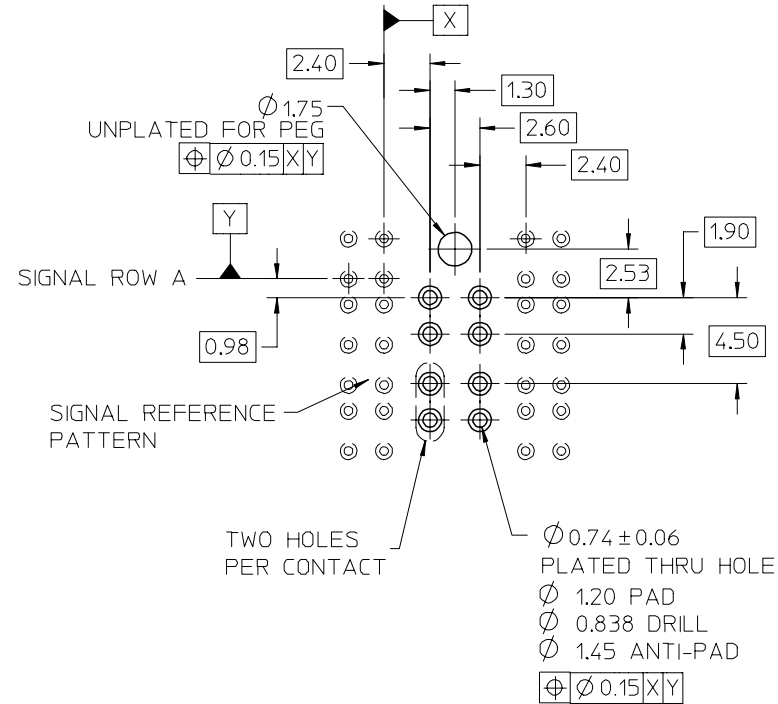 X
2.40
1.30
Ø 1.75
UNPLATED FOR PEG
⌖ Ø 0.15 X Y
2.60
2.40
Y
1.90
SIGNAL ROW A
2.53
0.98
4.50
SIGNAL REFERENCE
PATTERN
TWO HOLES
PER CONTACT
Ø 0.74 ± 0.06
PLATED THRU HOLE
Ø 1.20 PAD
Ø 0.838 DRILL
Ø 1.45 ANTI-PAD
⌖ Ø 0.15 X Y